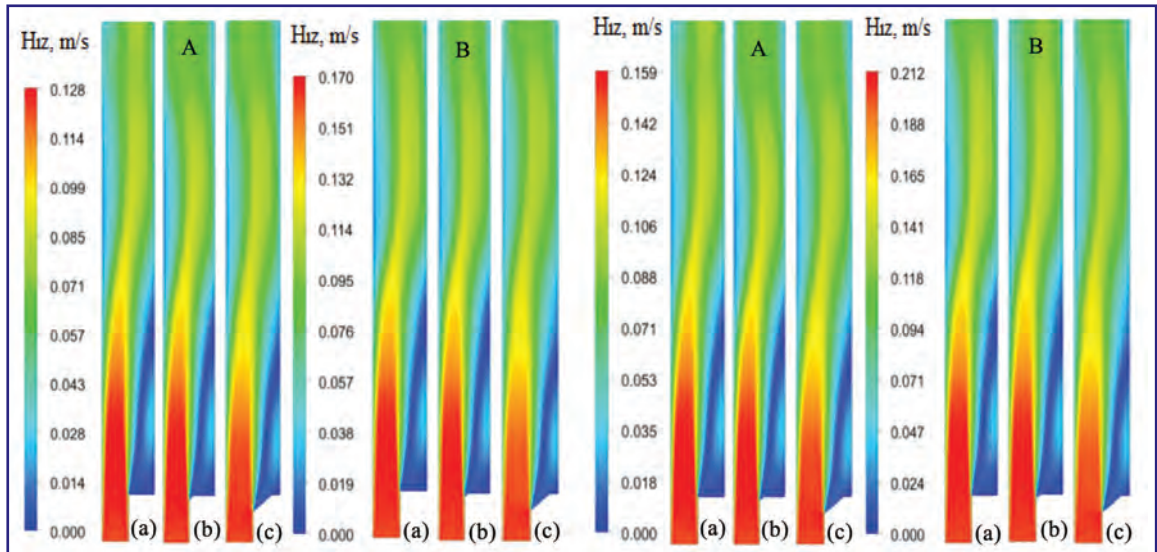 Hız, m/s
A
0.128
0.114
0.099
0.085
0.071
0.057
0.043
0.028
0.014
0.000
(a)
(b)
(c)
Hız, m/s
B
0.170
0.151
0.132
0.114
0.095
0.076
0.057
0.038
0.019
0.000
(a)
(b)
(c)
Hız, m/s
A
0.159
0.142
0.124
0.106
0.088
0.071
0.053
0.035
0.018
0.000
(a)
(b)
(c)
Hız, m/s
B
0.212
0.188
0.165
0.141
0.118
0.094
0.071
0.047
0.024
0.000
(a)
(b)
(c)